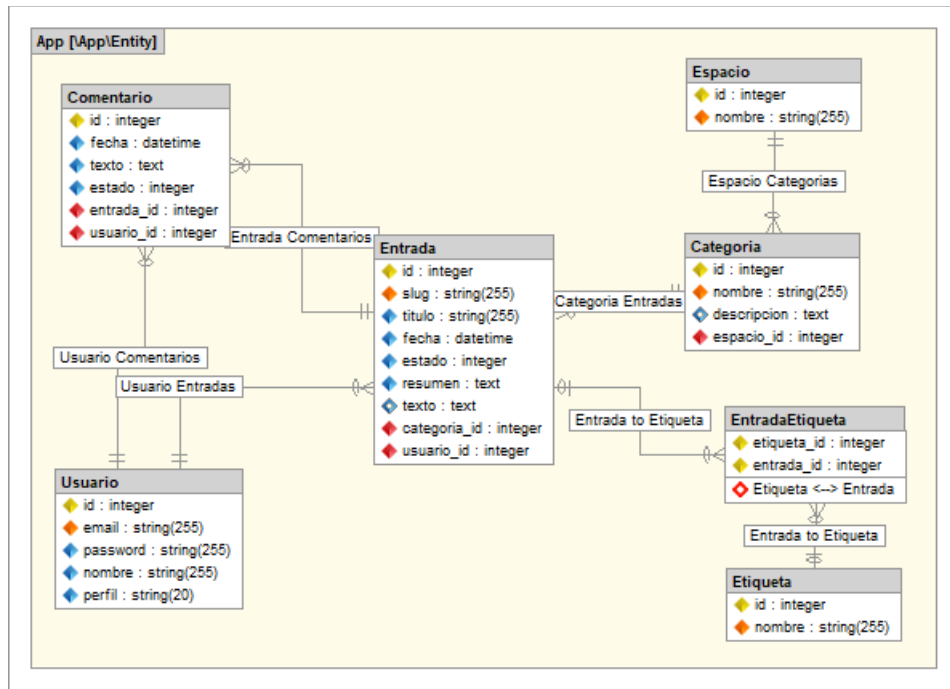 App [\App\Entity]
Comentario
id : integer
fecha : datetime
texto : text
estado : integer
entrada_id : integer
usuario_id : integer
Espacio
id : integer
nombre : string(255)
Espacio Categorias
Entrada Comentarios
Entrada
id : integer
slug : string(255)
titulo : string(255)
fecha : datetime
estado : integer
resumen : text
texto : text
categoria_id : integer
usuario_id : integer
Categoria Entradas
Categoria
id : integer
nombre : string(255)
descripcion : text
espacio_id : integer
Usuario Comentarios
Usuario Entradas
Entrada to Etiqueta
EntradaEtiqueta
etiqueta_id : integer
entrada_id : integer
Etiqueta <--> Entrada
Usuario
id : integer
email : string(255)
password : string(255)
nombre : string(255)
perfil : string(20)
Entrada to Etiqueta
Etiqueta
id : integer
nombre : string(255)